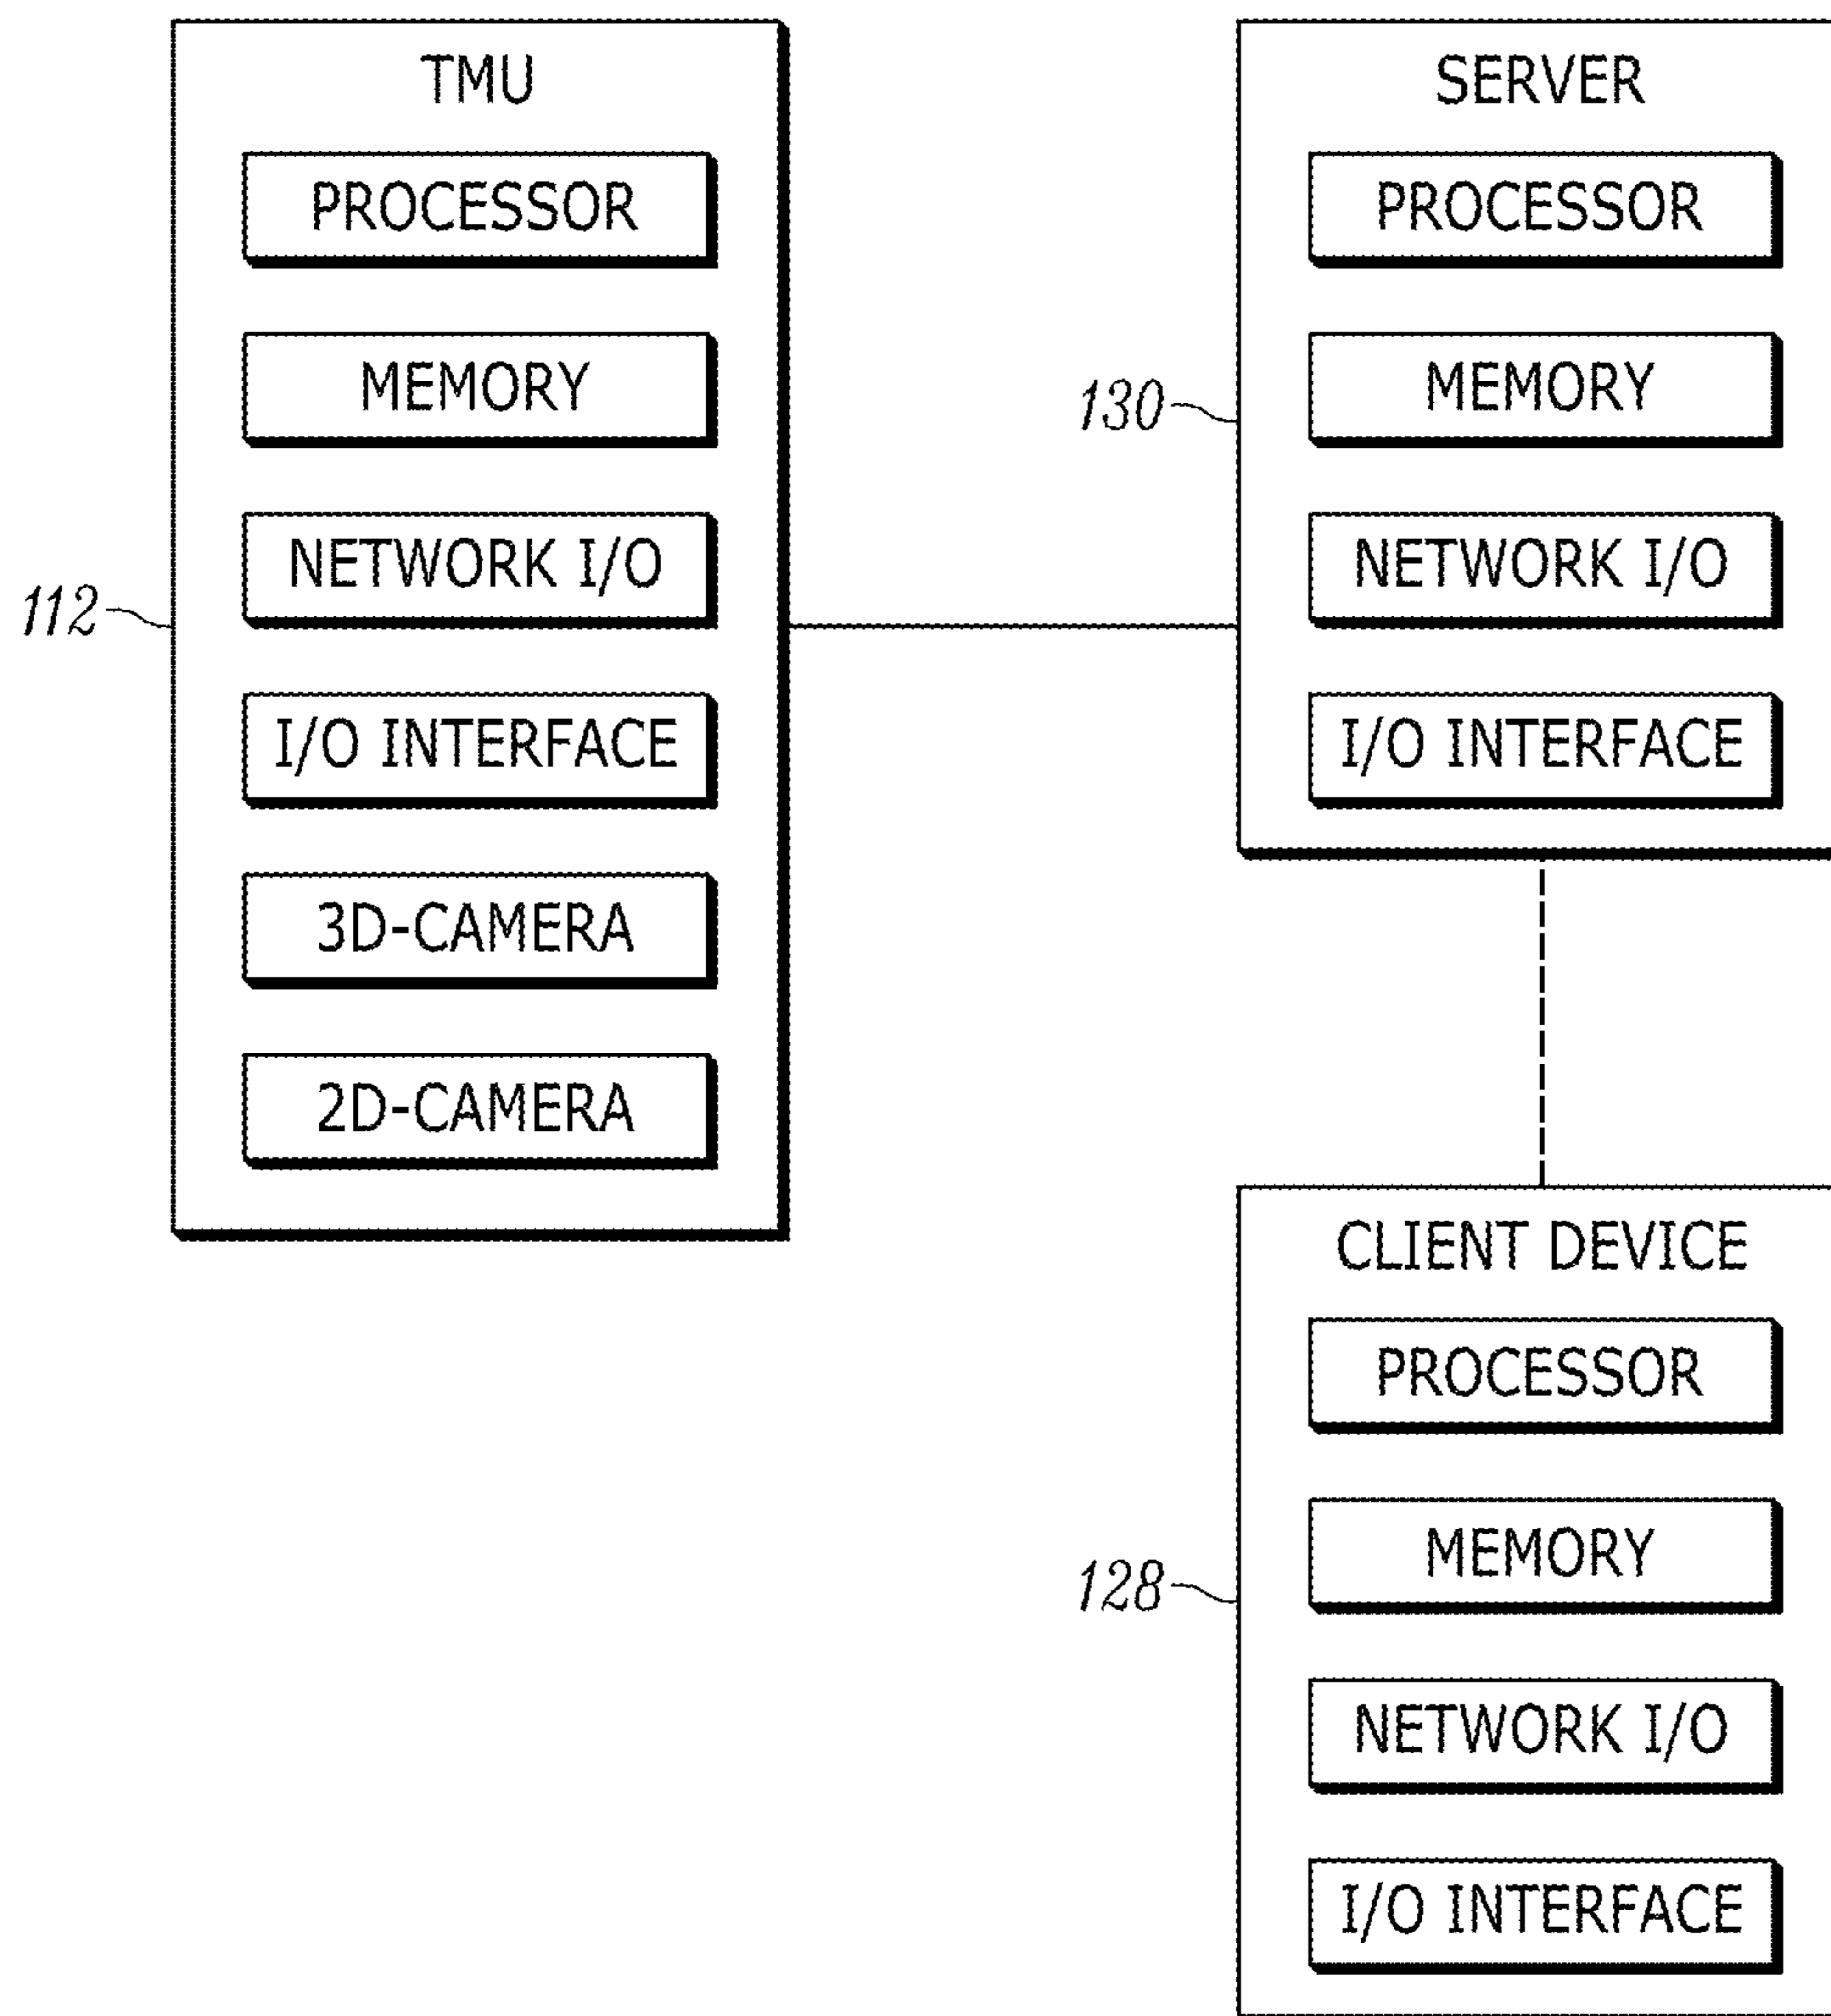 TMU
PROCESSOR
MEMORY
NETWORK I/O
I/O INTERFACE
3D-CAMERA
2D-CAMERA
112
SERVER
PROCESSOR
MEMORY
NETWORK I/O
I/O INTERFACE
130
CLIENT DEVICE
PROCESSOR
MEMORY
NETWORK I/O
I/O INTERFACE
128